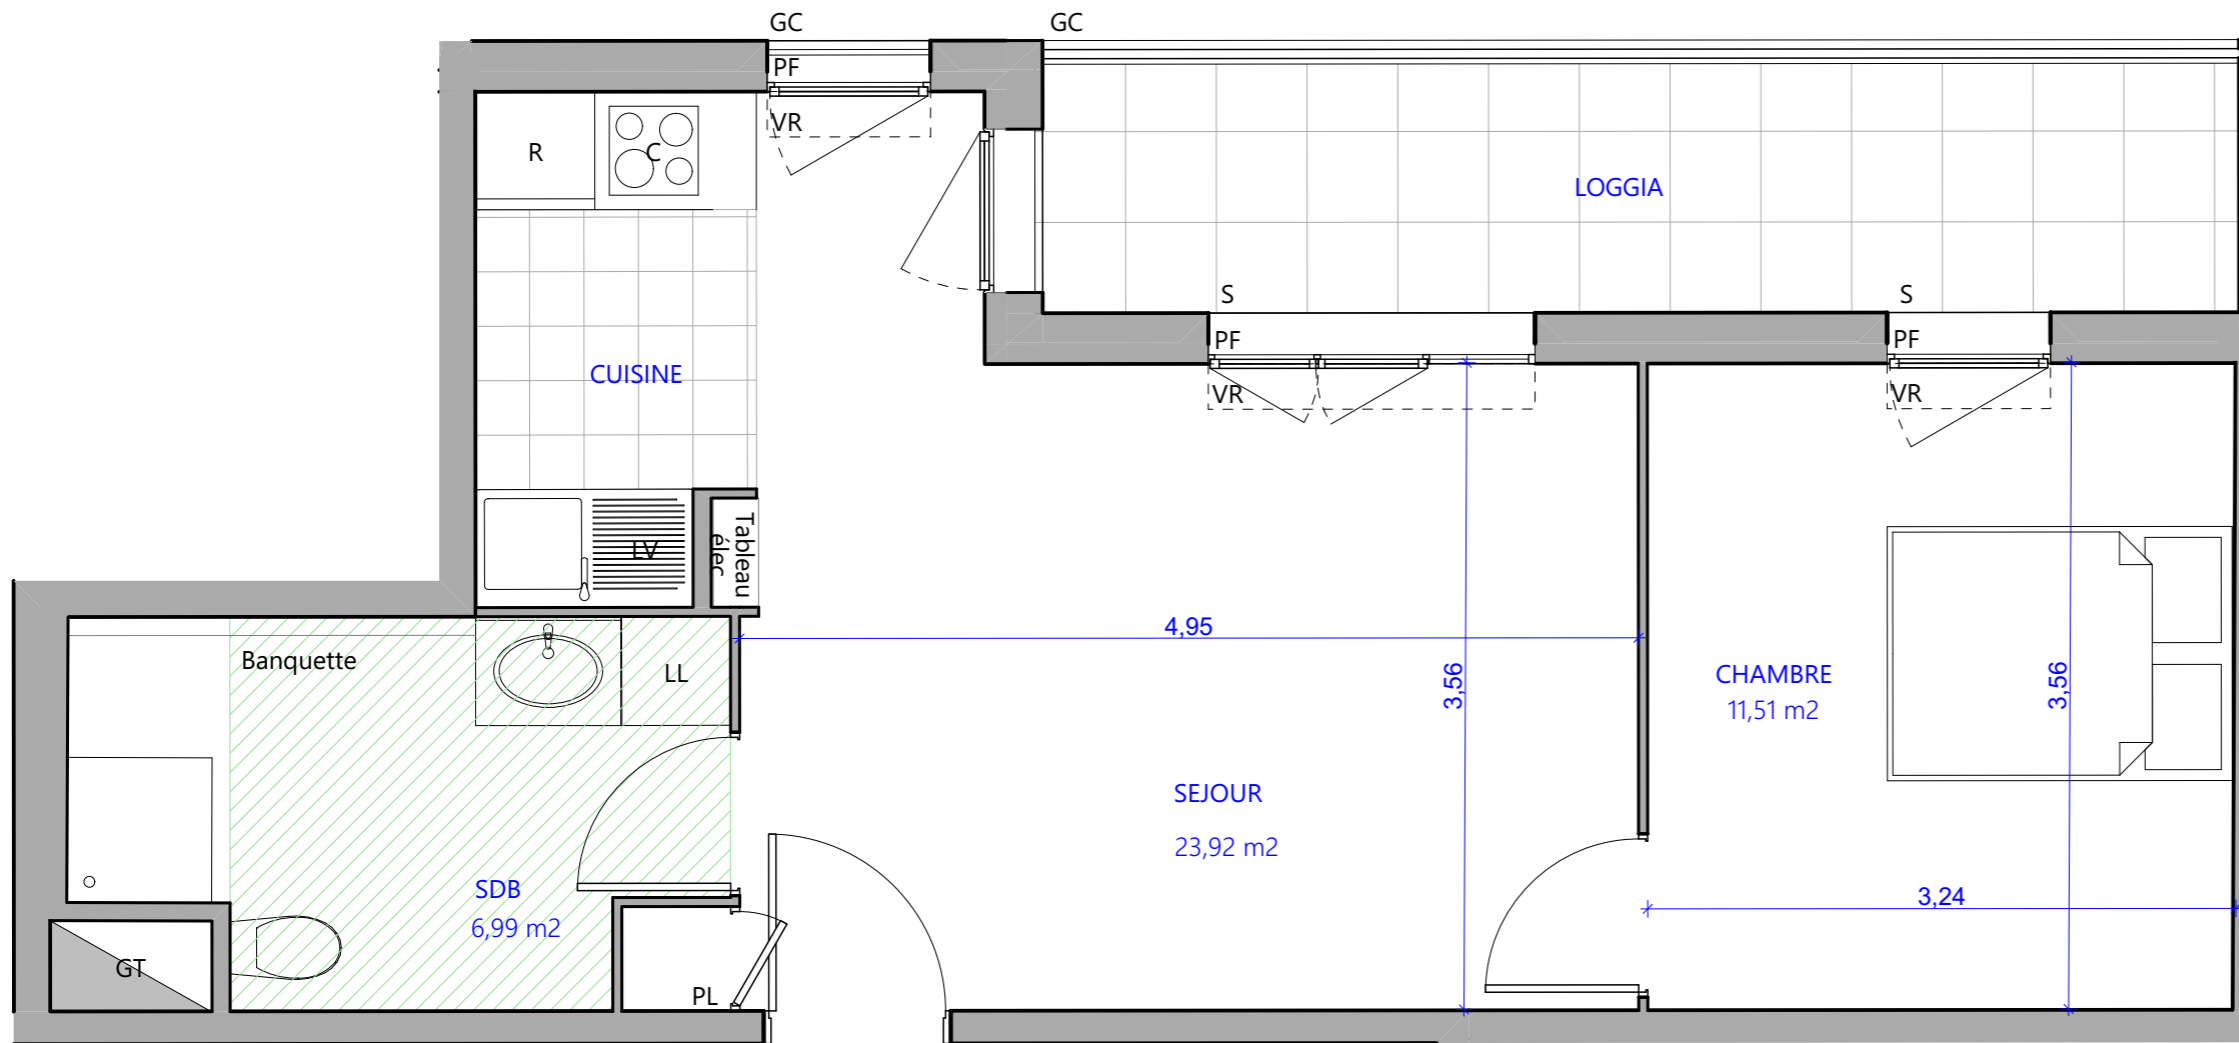 GC
GC
PF
VR
R
C
LOGGIA
S
S
PF
PF
VR
VR
CUISINE
Tableau
élec
LV
4,95
Banquette
LL
3,56
CHAMBRE
11,51 m2
3,56
SEJOUR
23,92 m2
SDB
6,99 m2
3,24
GT
PL